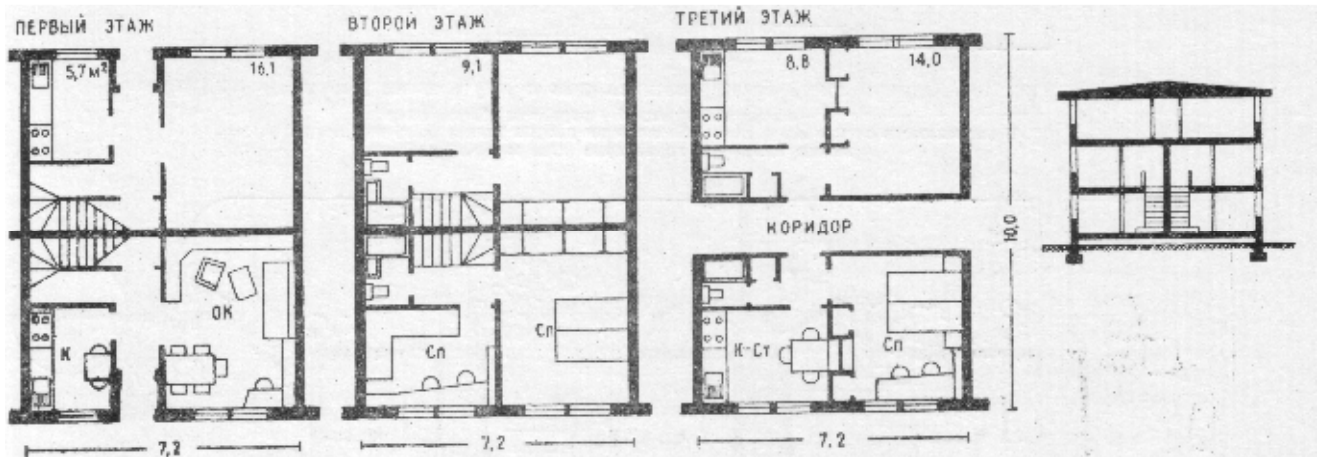 ПЕРВЫЙ ЭТАЖ
ВТОРОЙ ЭТАЖ
ТРЕТИЙ ЭТАЖ
5,7 м²
16,1
9,1
8,8
14,0
КОРИДОР
10,0
ОК
К
Сп
Сп
К-Ст
Сп
7,2
7,2
7,2